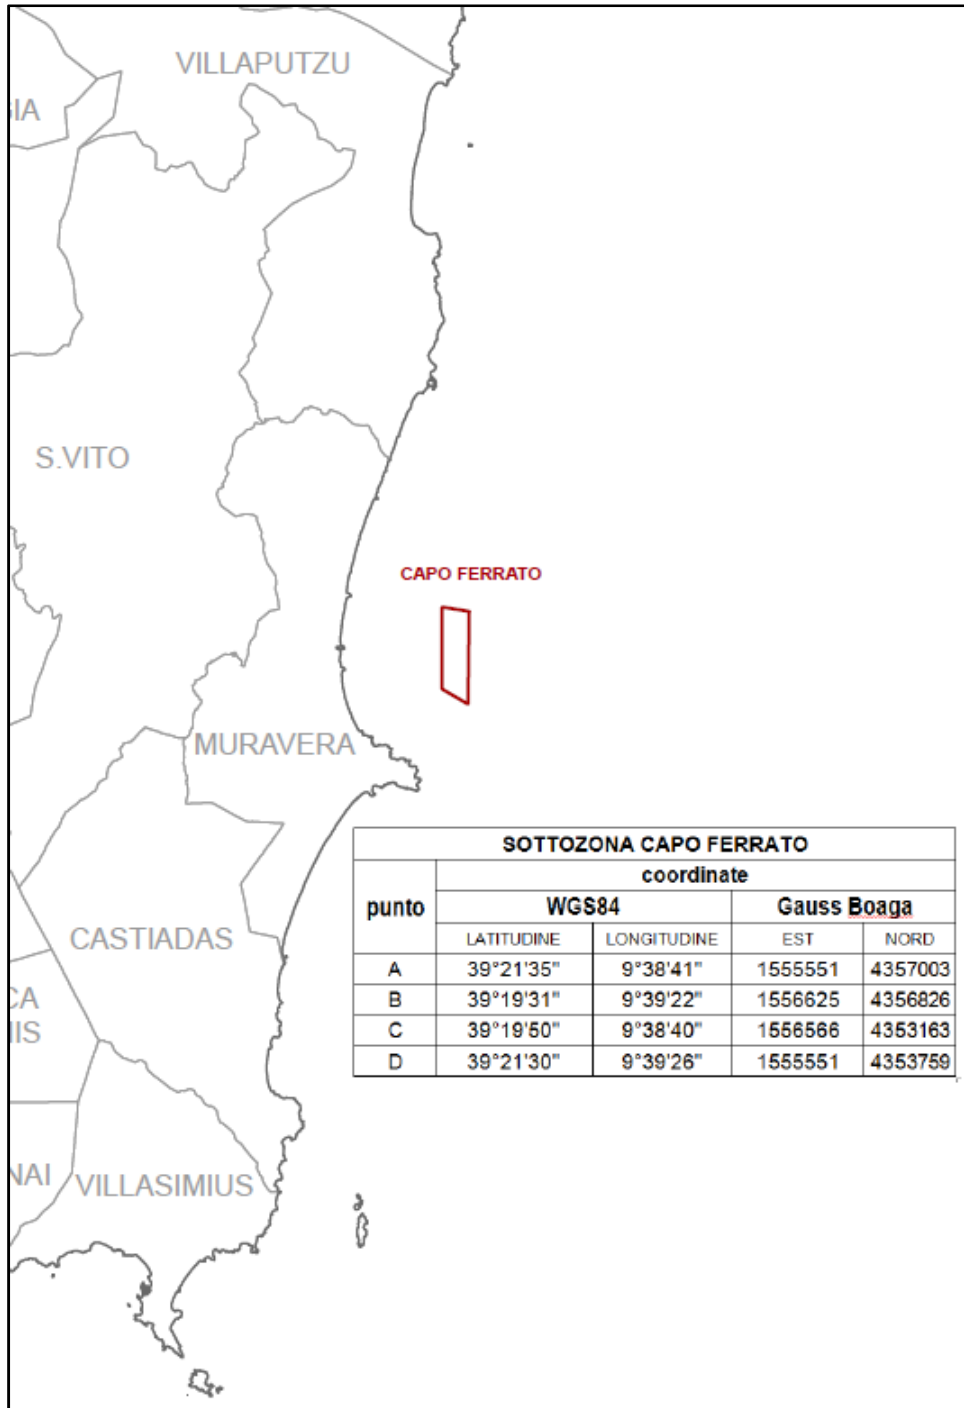 VILLAPUTZU
GIA
S.VITO
CAPO FERRATO
MURAVERA
SOTTOZONA CAPO FERRATO
punto coordinate
WGS84 Gauss Boaga
LATITUDINE LONGITUDINE EST NORD
A 39°21'35" 9°38'41" 1555551 4357003
B 39°19'31" 9°39'22" 1556625 4356826
C 39°19'50" 9°38'40" 1556566 4353163
D 39°21'30" 9°39'26" 1555551 4353759
CASTIADAS
CA
IIS
NAI
VILLASIMIUS